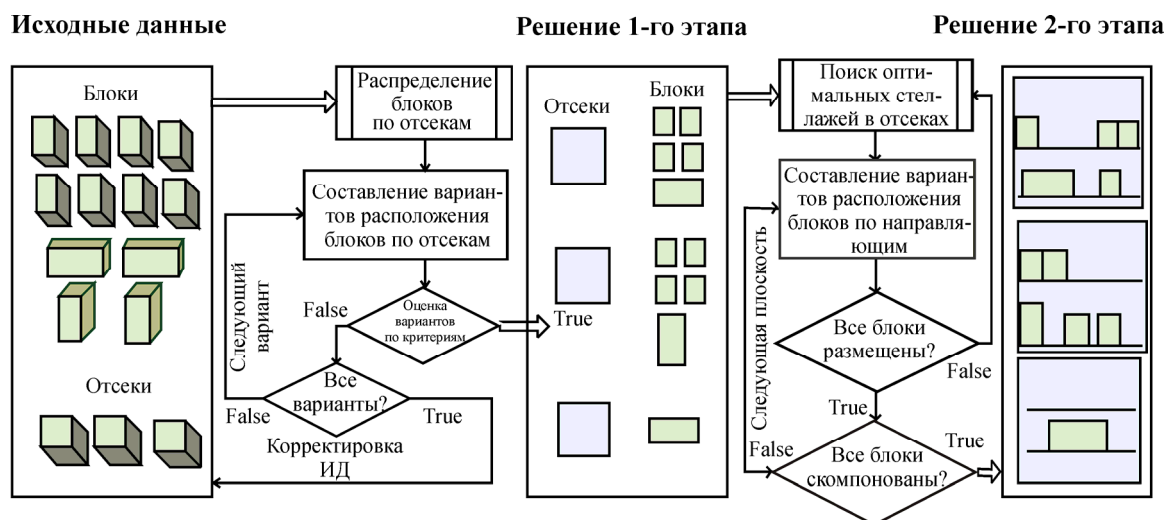 Исходные данные
Решение 1-го этапа
Решение 2-го этапа
Блоки
Отсеки
Распределение
блоков
по отсекам
Составление вариан-
тов расположения
блоков по отсекам
Следующий
вариант
Оценка
вариантов
по критериям
False
True
Все
варианты?
False
True
Корректировка
ИД
Отсеки
Блоки
Поиск опти-
мальных стел-
лажей в отсеках
Составление вариан-
тов расположения
блоков по направля-
ющим
Следующая плоскость
Все блоки
размещены?
False
True
Все блоки
скомпонованы?
False
True